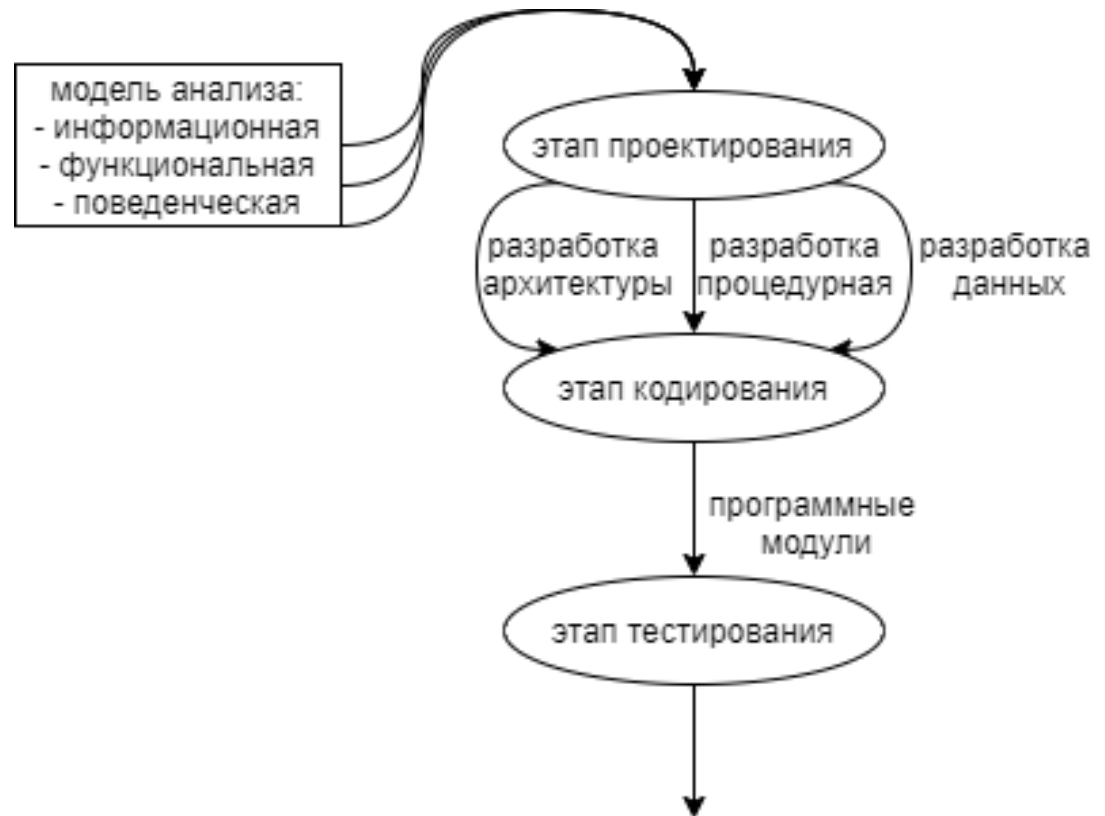 модель анализа:
- информационная
- функциональная
- поведенческая
этап проектирования
разработка
архитектуры
разработка
процедурная
разработка
данных
этап кодирования
программные
модули
этап тестирования